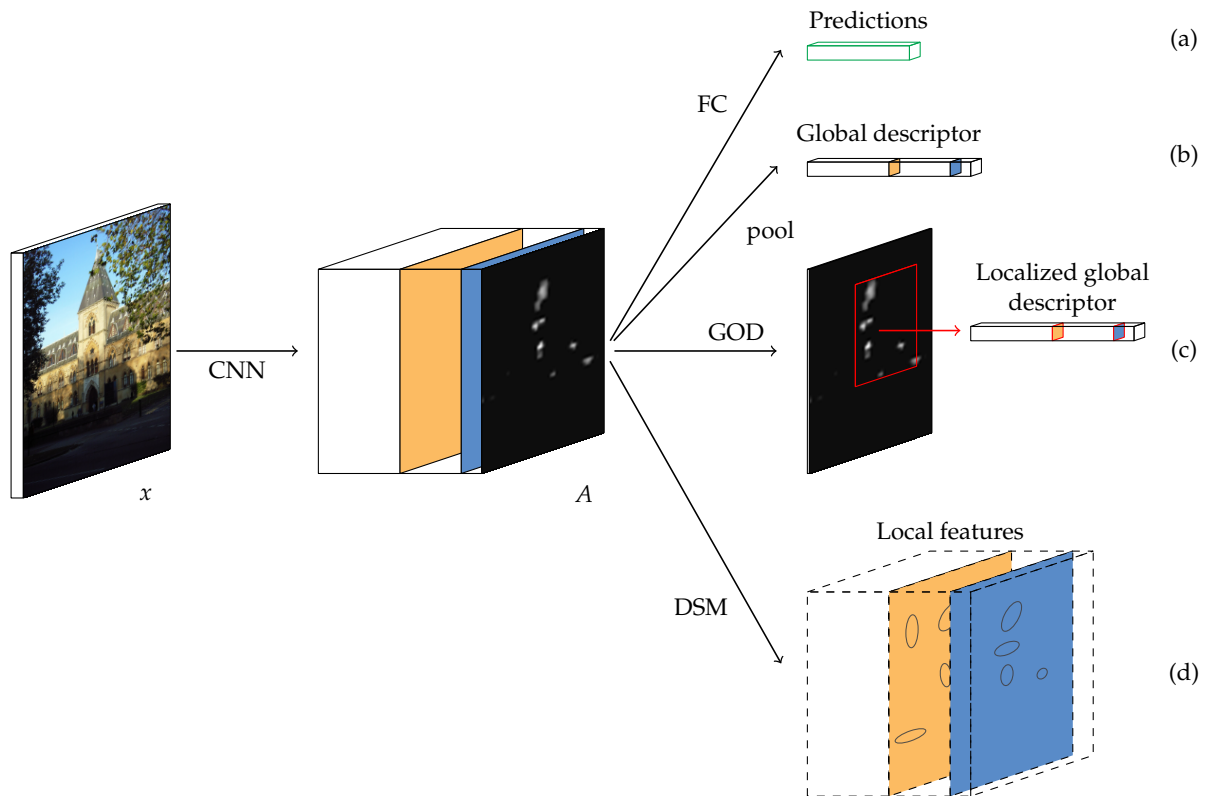 Predictions
(a)
FC
Global descriptor
(b)
pool
Localized global
descriptor
CNN
GOD
(c)
x
A
Local features
DSM
(d)